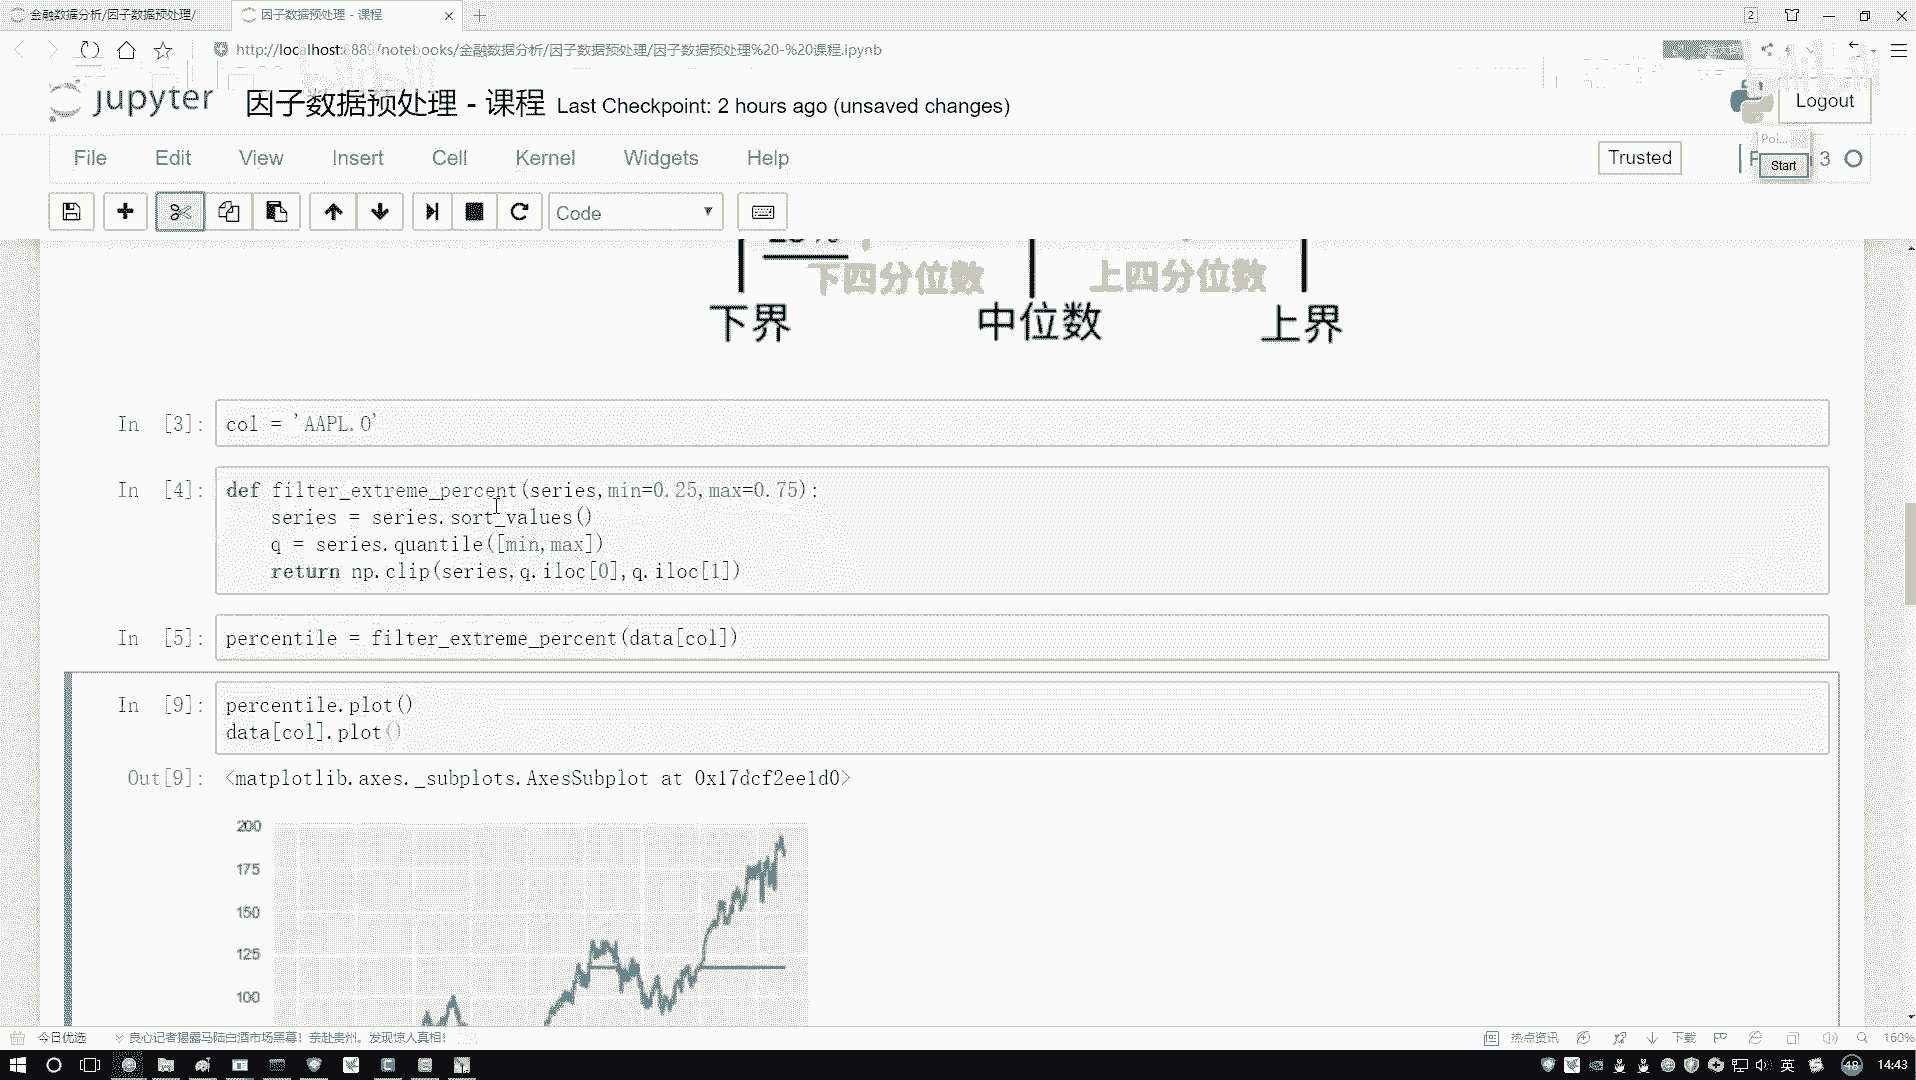 金融数据分析/因子数据预处理/
因子数据预处理 - 课程
2
http://localhost:8889/notebooks/金融数据分析/因子数据预处理/因子数据预处理%20-%20课程.ipynb
jupyter 因子数据预处理 - 课程 Last Checkpoint: 2 hours ago (unsaved changes)
Logout
File Edit View Insert Cell Kernel Widgets Help
Trusted
3
Poi...
Start
Code
25%
下四分位数 上四分位数
下界 中位数 上界
In [3]: col = 'AAPL.O'
In [4]: def filter_extreme_percent(series,min=0.25,max=0.75):
series = series.sort_values()
q = series.quantile([min,max])
return np.clip(series,q.iloc[0],q.iloc[1])
In [5]: percentile = filter_extreme_percent(data[col])
In [9]: percentile.plot()
data[col].plot()
Out[9]: <matplotlib.axes._subplots.AxesSubplot at 0x17dcf2ee1d0>
200
175
150
125
100
今日优选 良心记者揭露马陆白酒市场黑幕！亲赴贵州。发现惊人真相！
热点资讯 下载 160%
英 48 14:43